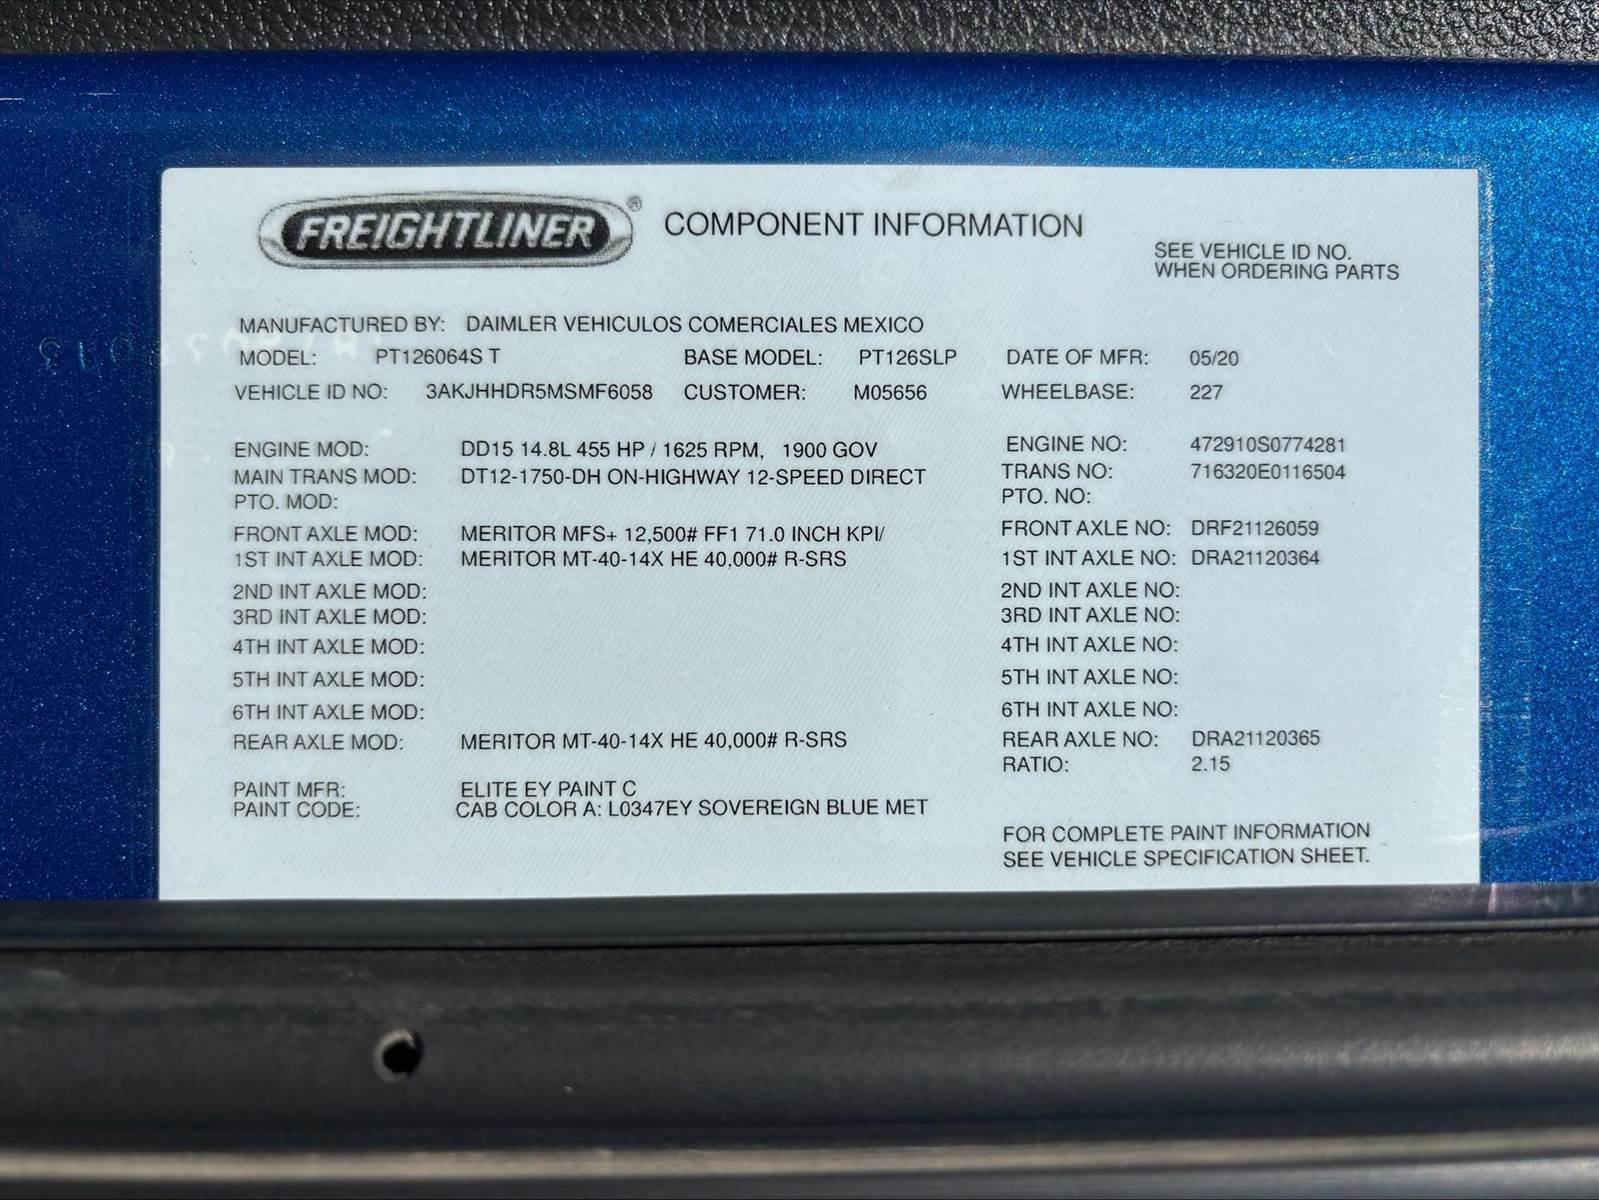 FREIGHTLINER® COMPONENT INFORMATION
SEE VEHICLE ID NO.
WHEN ORDERING PARTS
MANUFACTURED BY: DAIMLER VEHICULOS COMERCIALES MEXICO
MODEL: PT126064S T BASE MODEL: PT126SLP DATE OF MFR: 05/20
VEHICLE ID NO: 3AKJHHDR5MSMF6058 CUSTOMER: M05656 WHEELBASE: 227
ENGINE MOD: DD15 14.8L 455 HP / 1625 RPM, 1900 GOV ENGINE NO: 472910S0774281
MAIN TRANS MOD: DT12-1750-DH ON-HIGHWAY 12-SPEED DIRECT TRANS NO: 716320E0116504
PTO. MOD: PTO. NO:
FRONT AXLE MOD: MERITOR MFS+ 12,500# FF1 71.0 INCH KPI/ FRONT AXLE NO: DRF21126059
1ST INT AXLE MOD: MERITOR MT-40-14X HE 40,000# R-SRS 1ST INT AXLE NO: DRA21120364
2ND INT AXLE MOD: 2ND INT AXLE NO:
3RD INT AXLE MOD: 3RD INT AXLE NO:
4TH INT AXLE MOD: 4TH INT AXLE NO:
5TH INT AXLE MOD: 5TH INT AXLE NO:
6TH INT AXLE MOD: 6TH INT AXLE NO:
REAR AXLE MOD: MERITOR MT-40-14X HE 40,000# R-SRS REAR AXLE NO: DRA21120365
RATIO: 2.15
PAINT MFR: ELITE EY PAINT C
PAINT CODE: CAB COLOR A: L0347EY SOVEREIGN BLUE MET
FOR COMPLETE PAINT INFORMATION
SEE VEHICLE SPECIFICATION SHEET.